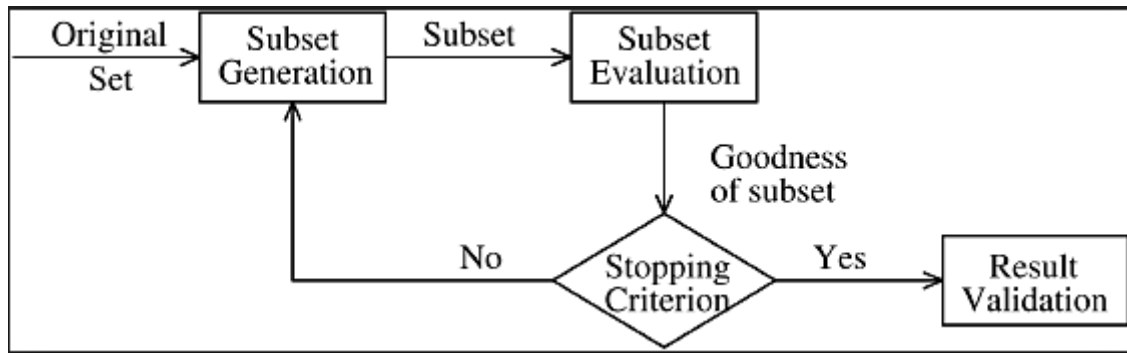 Original
Set
Subset
Generation
Subset
Subset
Evaluation
Goodness
of subset
No
Stopping
Criterion
Yes
Result
Validation